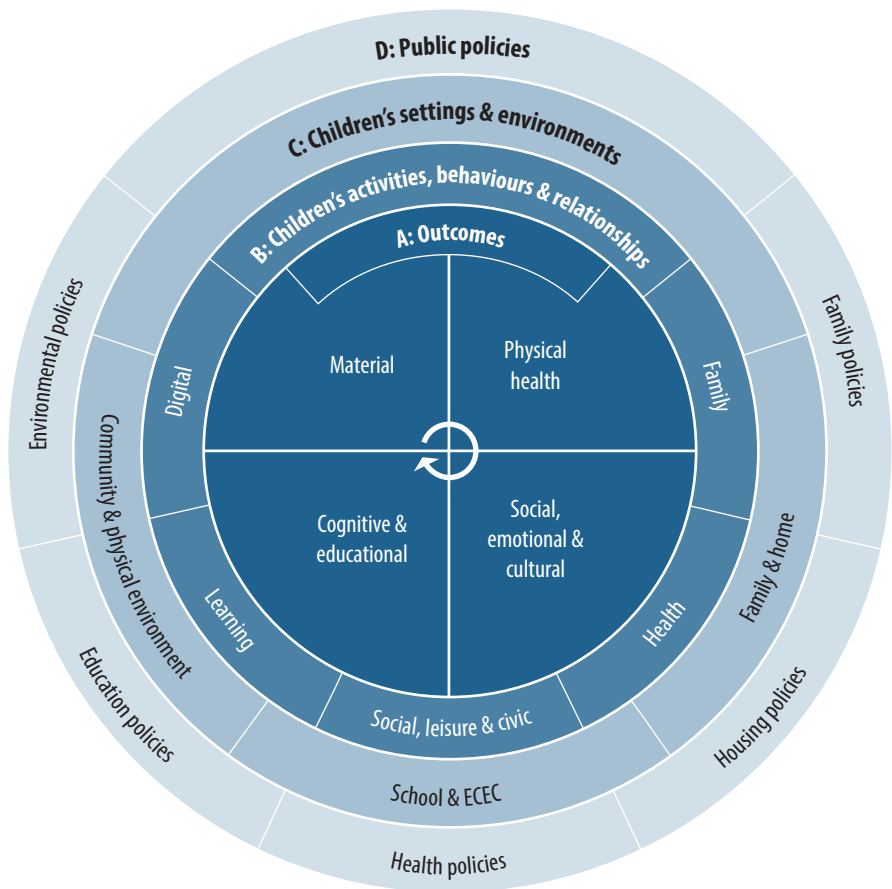 D: Public policies
C: Children's settings & environments
B: Children's activities, behaviours & relationships
A: Outcomes
Material
Physical
health
Cognitive &
educational
Social,
emotional &
cultural
Digital
Family
Learning
Health
Social, leisure & civic
Community & physical environment
Family & home
School & ECEC
Environmental policies
Family policies
Education policies
Housing policies
Health policies